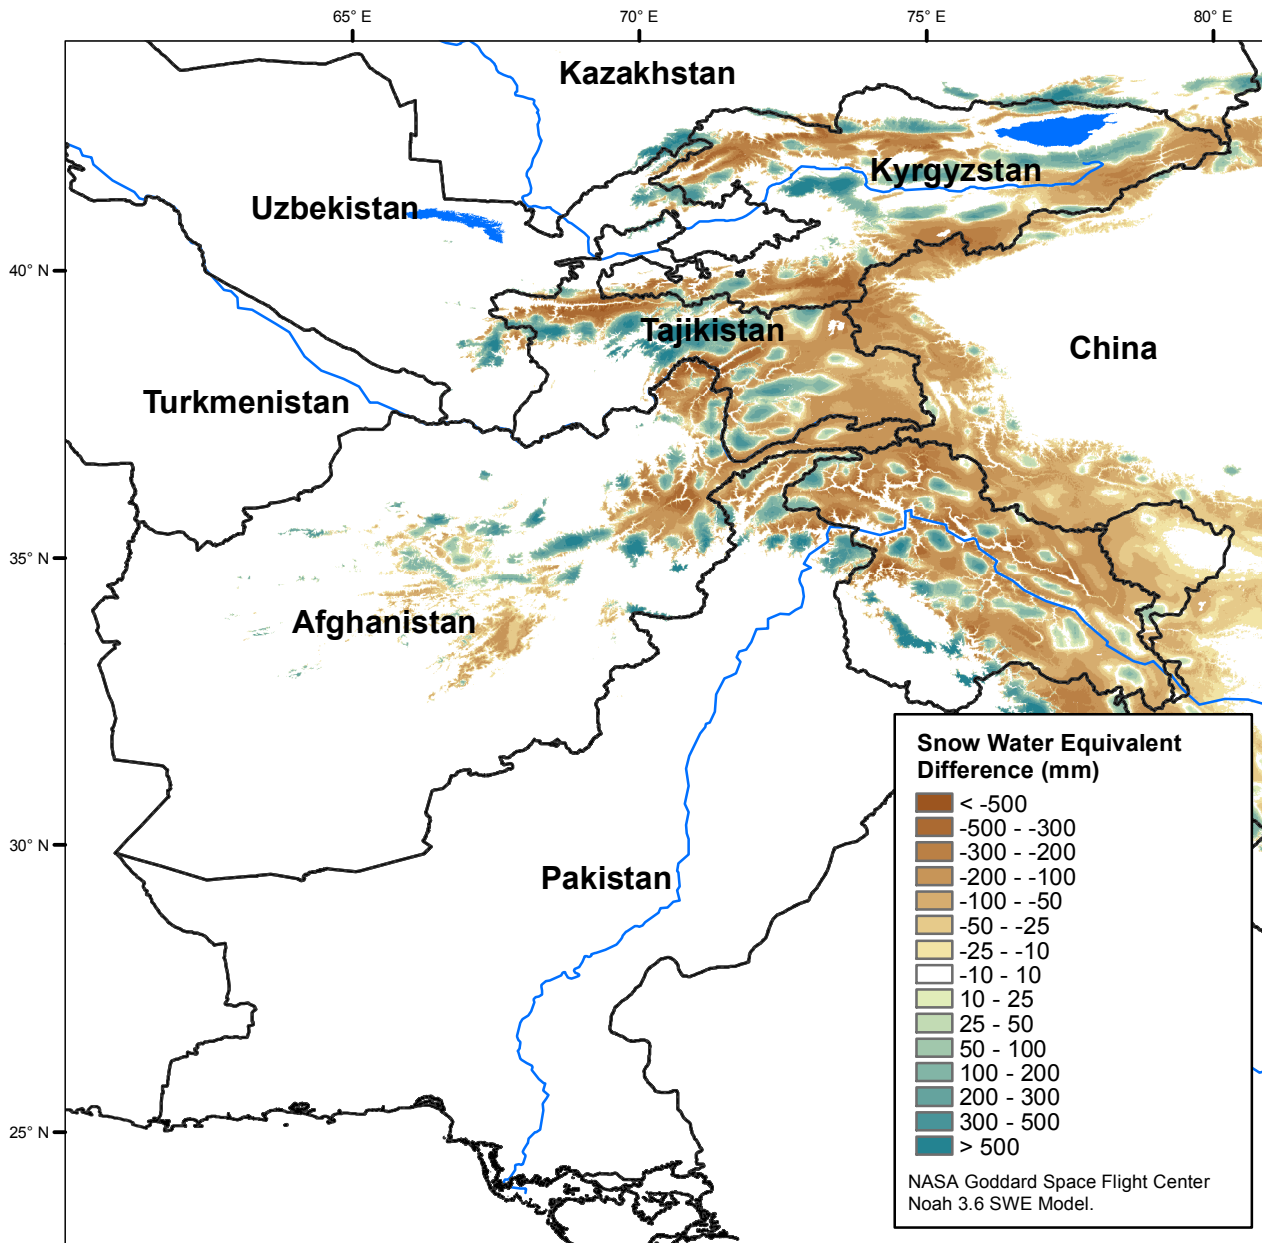 65° E
70° E
75° E
80° E
Kazakhstan
Kyrgyzstan
Uzbekistan
40° N
Tajikistan
China
Turkmenistan
35° N
Afghanistan
30° N
Pakistan
25° N
Snow Water Equivalent
Difference (mm)
< -500
-500 - -300
-300 - -200
-200 - -100
-100 - -50
-50 - -25
-25 - -10
-10 - 10
10 - 25
25 - 50
50 - 100
100 - 200
200 - 300
300 - 500
> 500
NASA Goddard Space Flight Center
Noah 3.6 SWE Model.